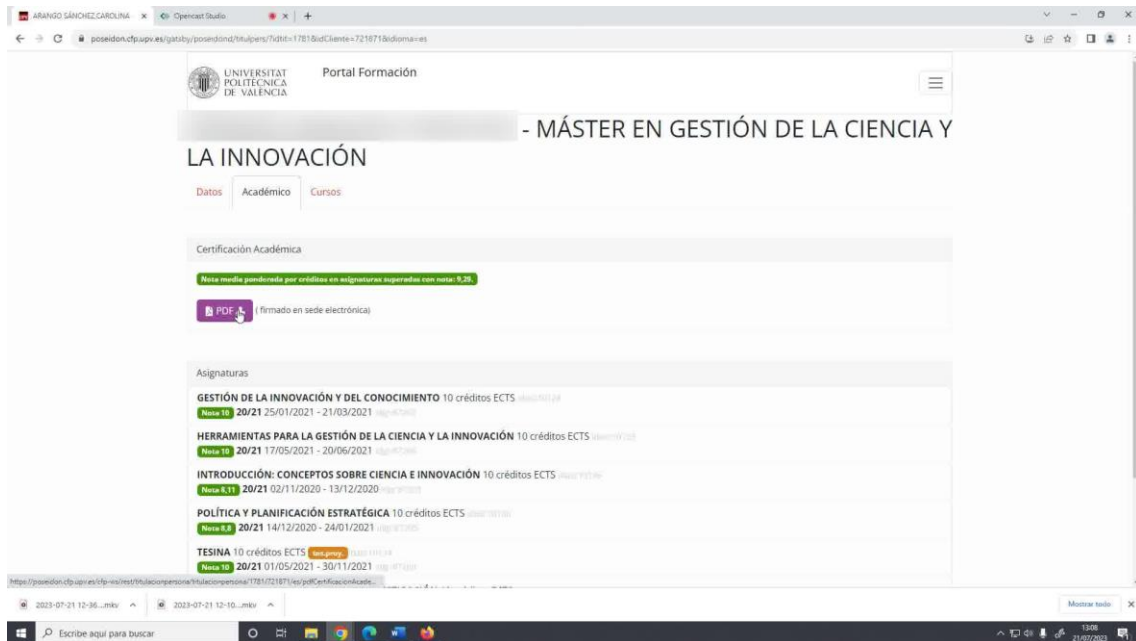 ARANGO SÁNCHEZ,CAROLINA
Opencast Studio
poseidon.cfp.upv.es/gatsby/poseidond/titulpers/?idtit=1781&idCliente=721871&idioma=es
UNIVERSITAT
POLITÈCNICA
DE VALÈNCIA
Portal Formación
- MÁSTER EN GESTIÓN DE LA CIENCIA Y
LA INNOVACIÓN
Datos Académico Cursos
Certificación Académica
Nota media ponderada por créditos en asignaturas superadas con nota: 9,28.
PDF ( firmado en sede electrónica)
Asignaturas
GESTIÓN DE LA INNOVACIÓN Y DEL CONOCIMIENTO 10 créditos ECTS
Nota 10 20/21 25/01/2021 - 21/03/2021
HERRAMIENTAS PARA LA GESTIÓN DE LA CIENCIA Y LA INNOVACIÓN 10 créditos ECTS
Nota 10 20/21 17/05/2021 - 20/06/2021
INTRODUCCIÓN: CONCEPTOS SOBRE CIENCIA E INNOVACIÓN 10 créditos ECTS
Nota 8,11 20/21 02/11/2020 - 13/12/2020
POLÍTICA Y PLANIFICACIÓN ESTRATÉGICA 10 créditos ECTS
Nota 8,8 20/21 14/12/2020 - 24/01/2021
TESINA 10 créditos ECTS tes.proy.
Nota 10 20/21 01/05/2021 - 30/11/2021
2023-07-21 12-36...mkv
2023-07-21 12-10...mkv
Mostrar todo
Escribe aquí para buscar
13:08
21/07/2023